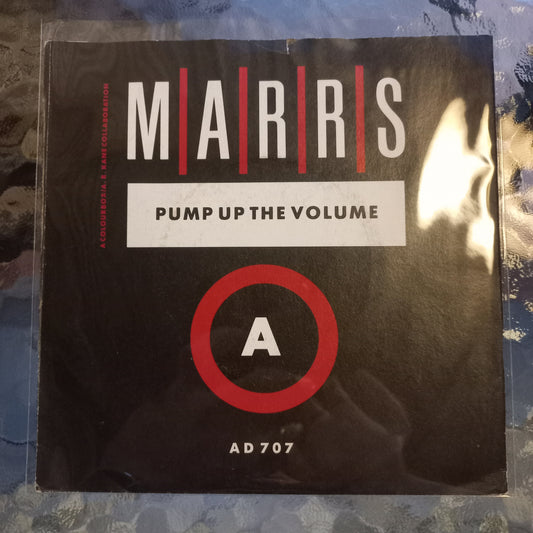 M|A|R|R|S
A COLOURBOX/A. R. KANE COLLABORATION
PUMP UP THE VOLUME
A
AD 707